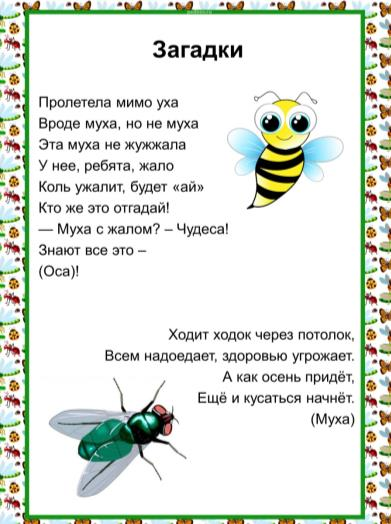 Загадки
Пролетела мимо уха
Вроде муха, но не муха
Эта муха не жужжала
У нее, ребята, жало
Коль ужалит, будет «ай»
Кто же это отгадай!
— Муха с жалом? – Чудеса!
Знают все это –
(Оса)!
Ходит ходок через потолок,
Всем надоедает, здоровью угрожает.
А как осень придёт,
Ещё и кусаться начнёт.
(Муха)